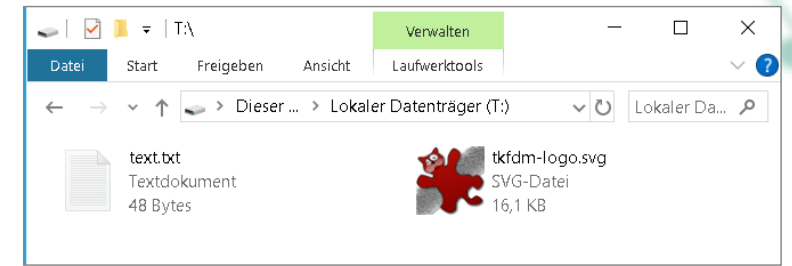 T:\
Verwalten
Datei Start Freigeben Ansicht Laufwerktools
Dieser ... > Lokaler Datenträger (T:)
Lokaler Da...
text.txt
Textdokument
48 Bytes
tkfdm-logo.svg
SVG-Datei
16,1 KB